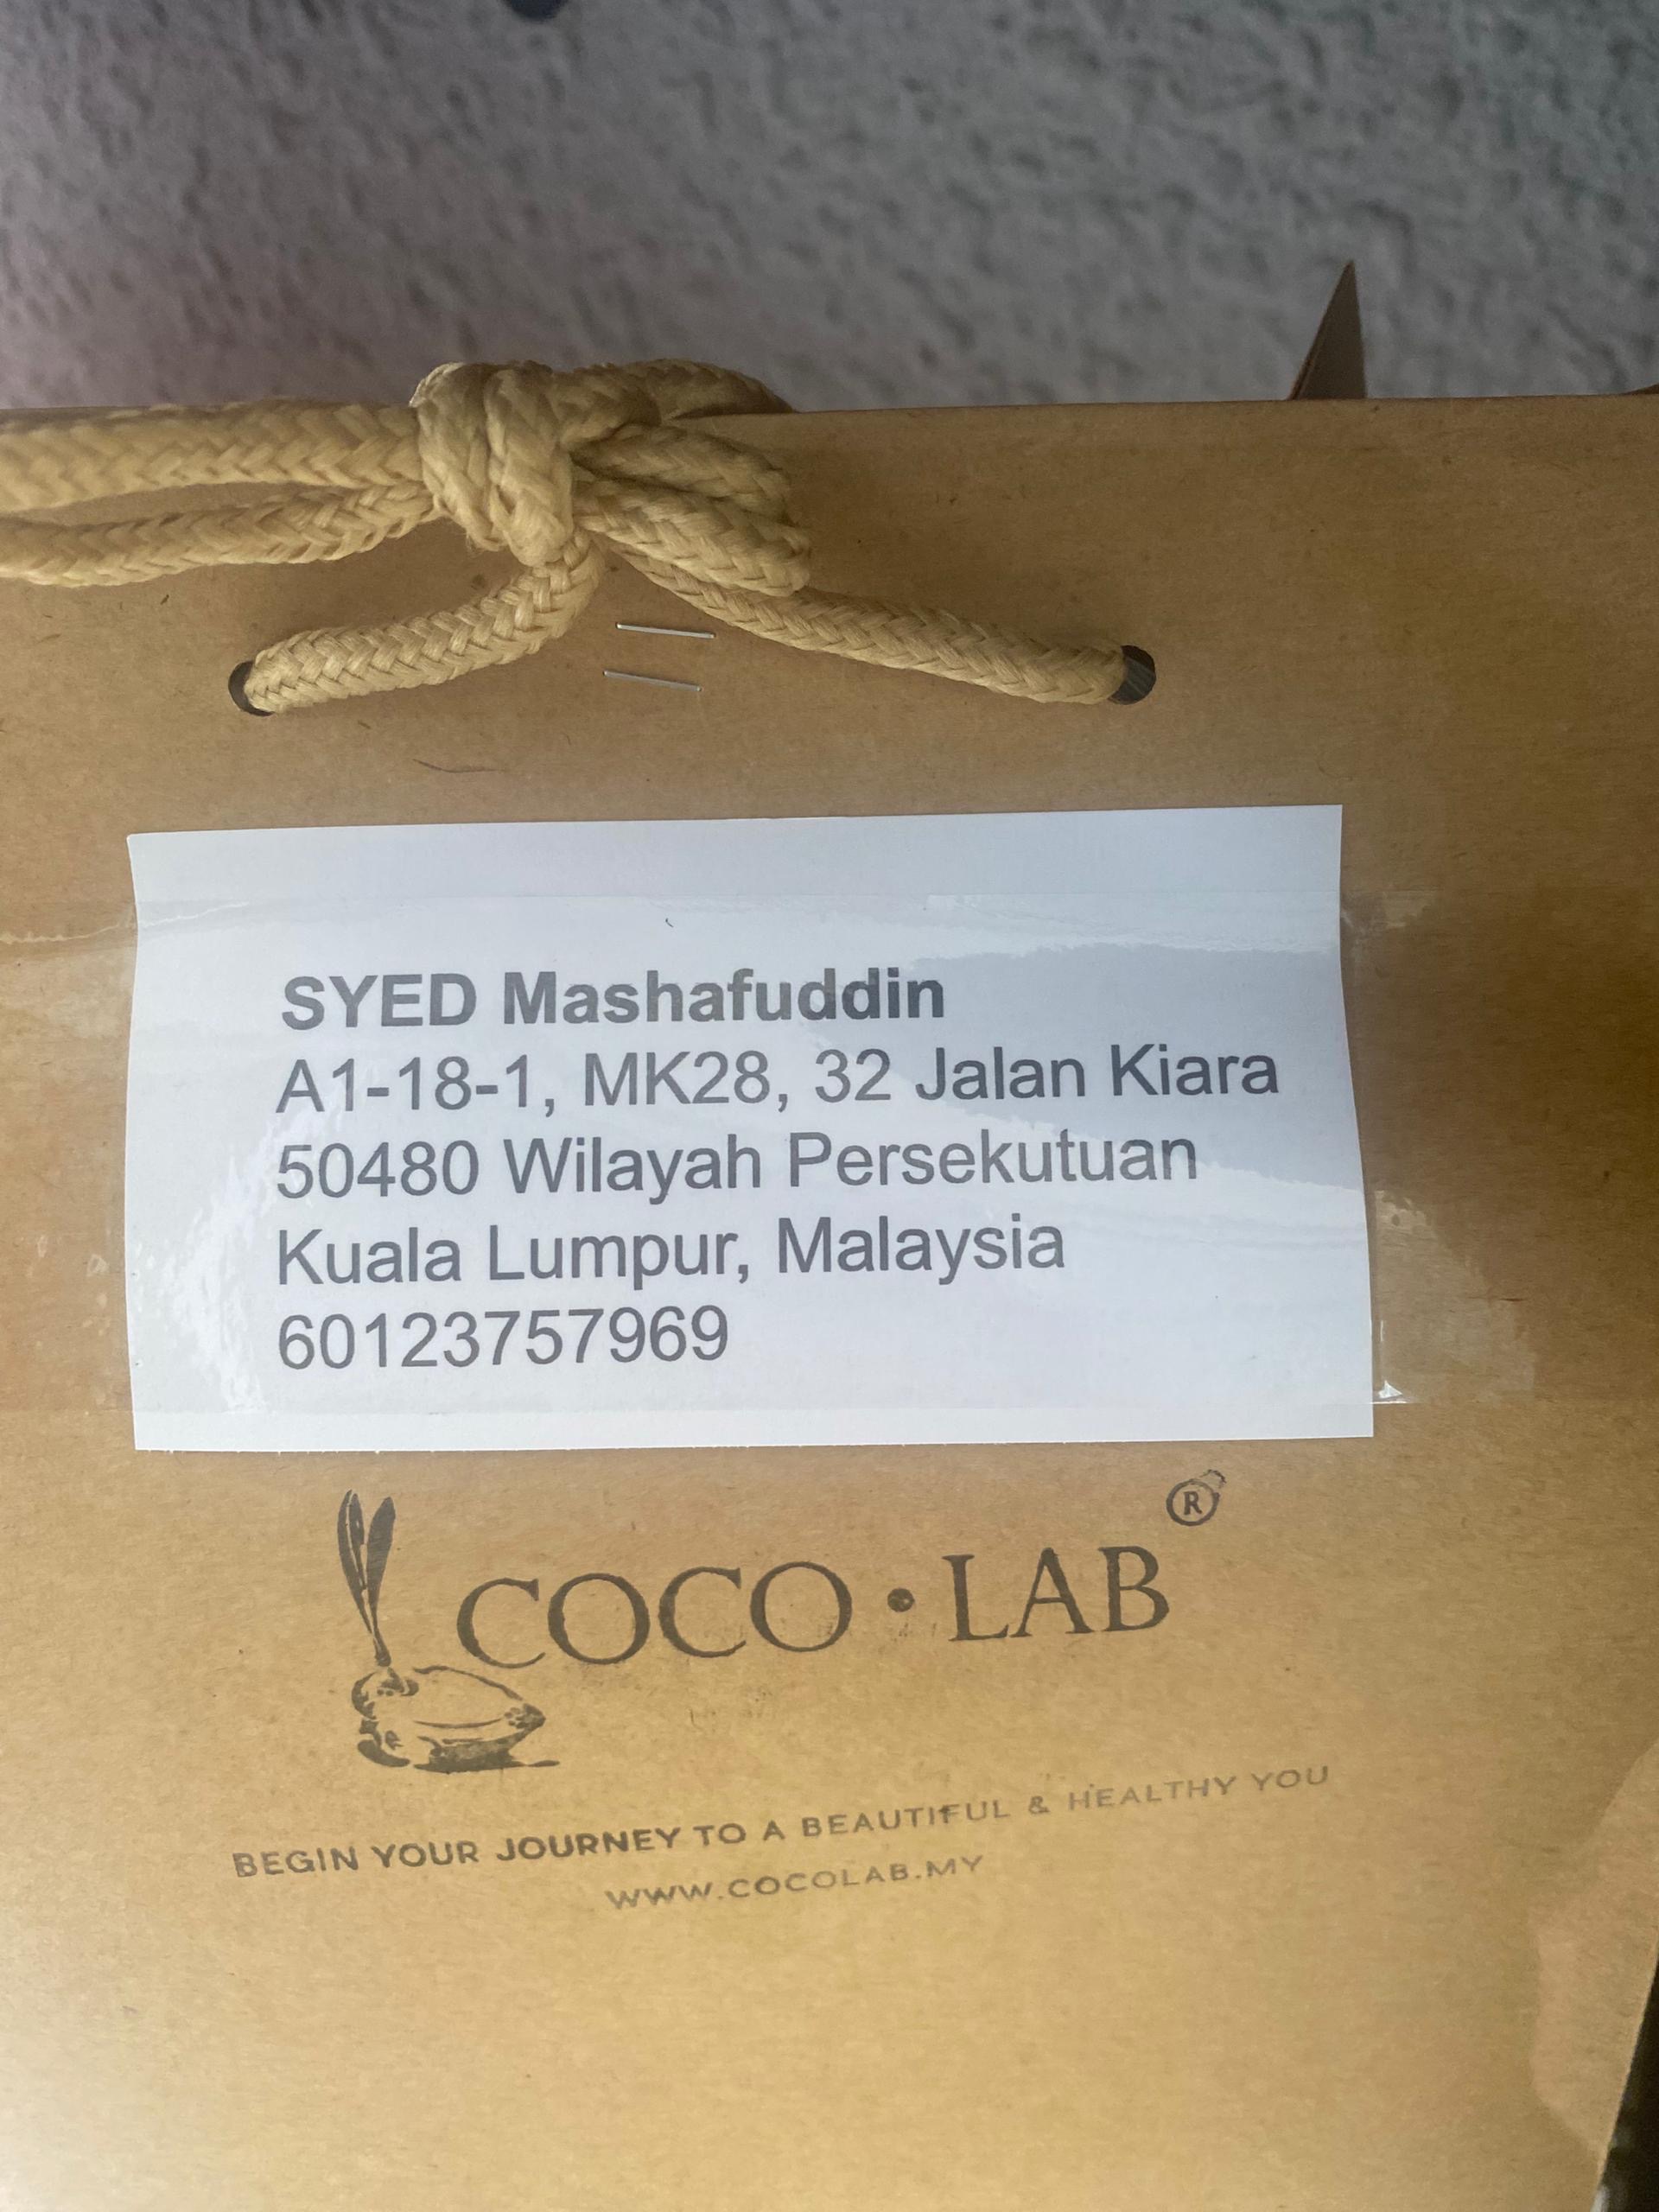 SYED Mashafuddin
A1-18-1, MK28, 32 Jalan Kiara
50480 Wilayah Persekutuan
Kuala Lumpur, Malaysia
60123757969
COCO • LAB ®
BEGIN YOUR JOURNEY TO A BEAUTIFUL & HEALTHY YOU
WWW.COCOLAB.MY